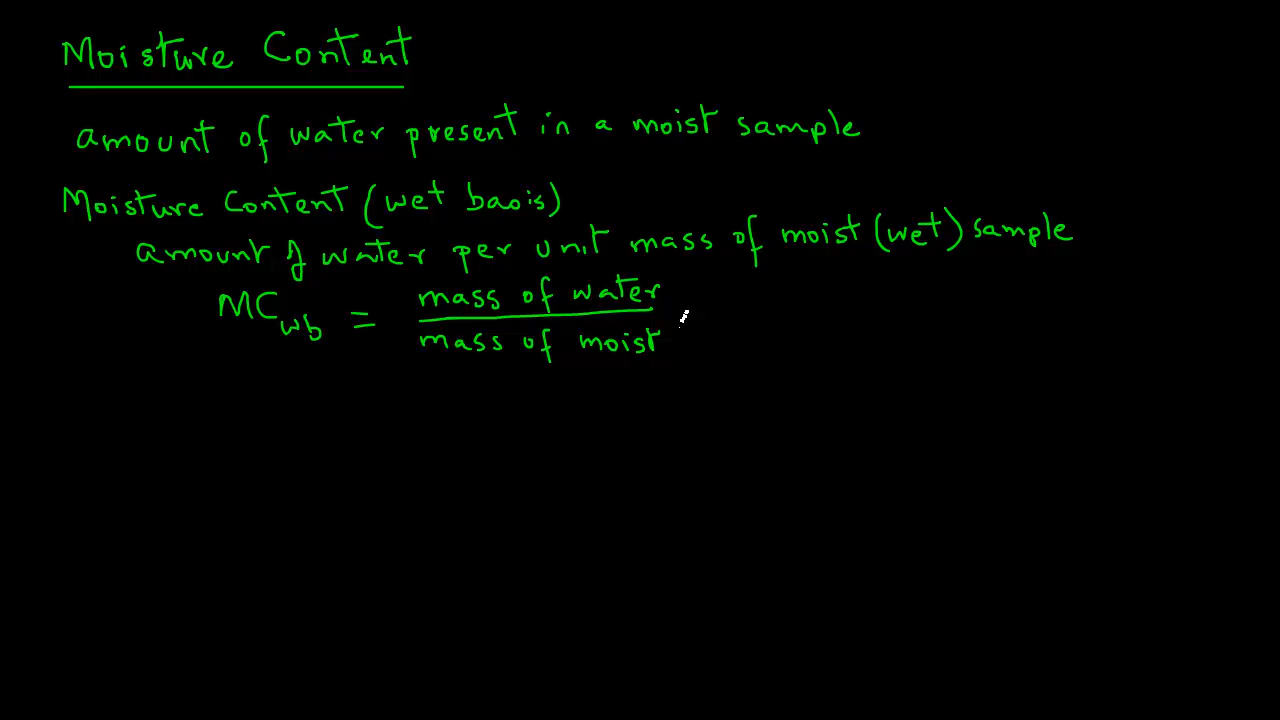 Moisture Content
amount of water present in a moist sample
Moisture Content (wet basis)
amount of water per unit mass of moist (wet) sample
MCwb = mass of water
mass of moist